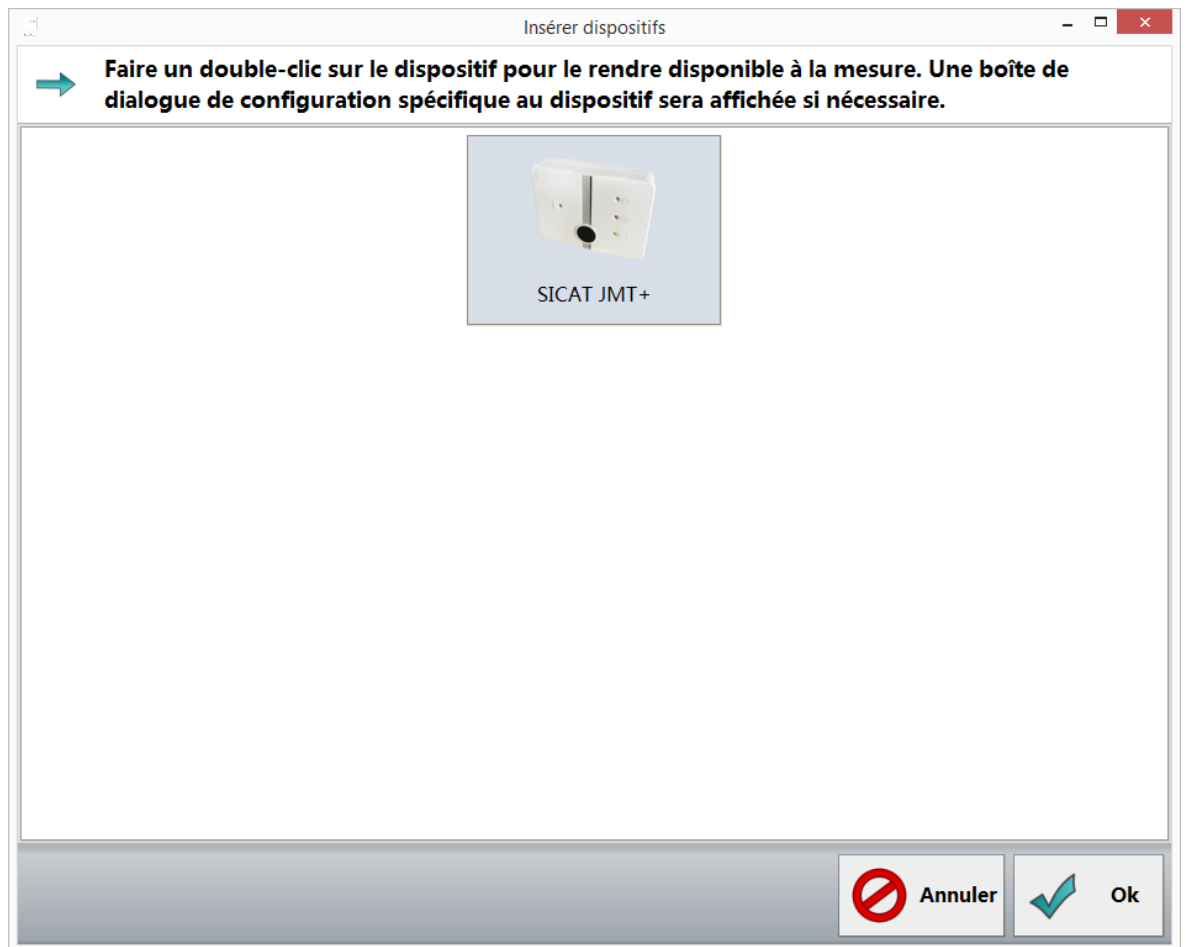 Insérer dispositifs
Faire un double-clic sur le dispositif pour le rendre disponible à la mesure. Une boîte de
dialogue de configuration spécifique au dispositif sera affichée si nécessaire.
SICAT JMT+
Annuler
Ok